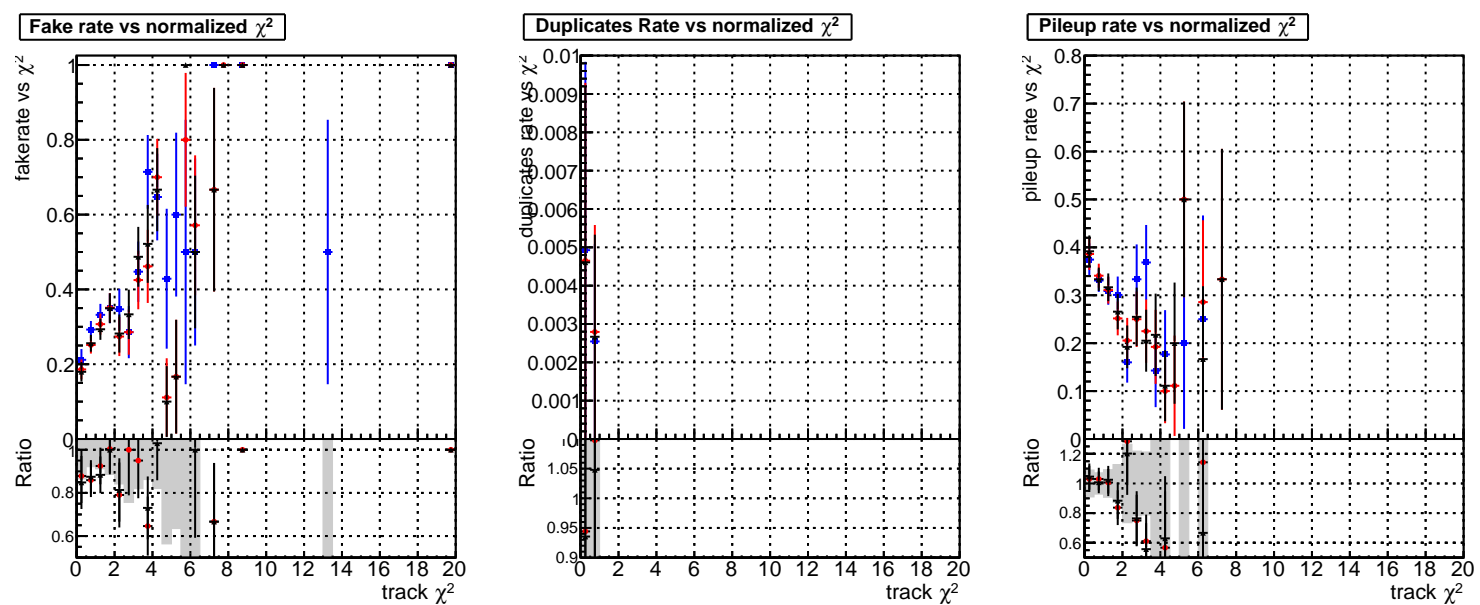 Fake rate vs normalized χ²
fakerate vs χ²
1
0.8
0.6
0.4
0.2
0
Ratio
1
0.8
0.6
0 2 4 6 8 10 12 14 16 18 20
track χ²
Duplicates Rate vs normalized χ²
duplicates rate vs χ²
0.01
0.009
0.008
0.007
0.006
0.005
0.004
0.003
0.002
0.001
0
Ratio
1.05
1
0.95
0.9
0 2 4 6 8 10 12 14 16 18 20
track χ²
Pileup rate vs normalized χ²
pileup rate vs χ²
0.8
0.7
0.6
0.5
0.4
0.3
0.2
0.1
0
Ratio
1.2
1
0.8
0.6
0 2 4 6 8 10 12 14 16 18 20
track χ²